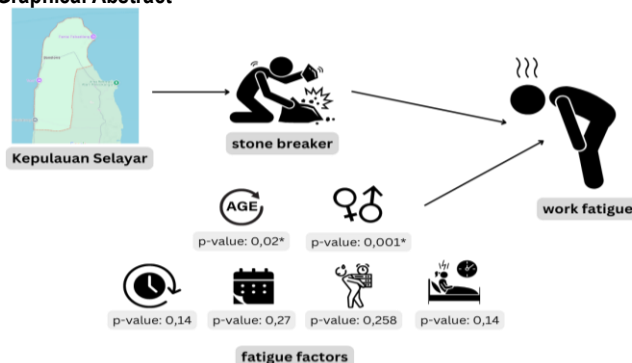 Graphical Abstract
Kepulauan Selayar
stone breaker
work fatigue
AGE
p-value: 0,02*
p-value: 0,001*
p-value: 0,14
p-value: 0,27
p-value: 0,258
p-value: 0,14
fatigue factors